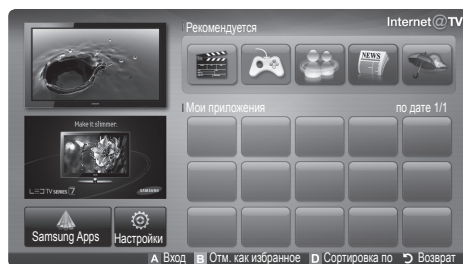 Internet@TV
Рекомендуется
NEWS
Мои приложения по дате 1/1
Make it slimmer.
LED TV SERIES 7 SAMSUNG
Samsung Apps Настройки
A Вход B Отм. как избранное D Сортировка по Возврат